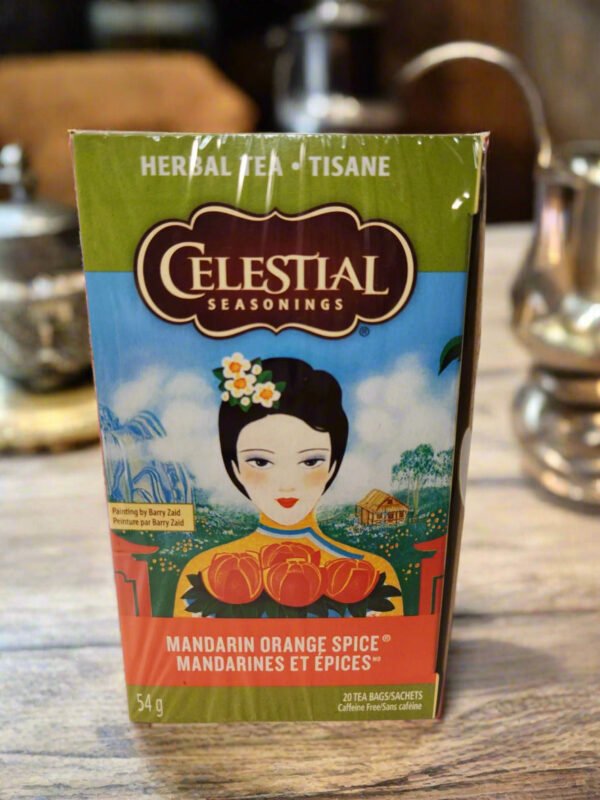 HERBAL TEA • TISANE
CELESTIAL
SEASONINGS®
Painting by Barry Zaid
Peinture par Barry Zaid
MANDARIN ORANGE SPICE®
MANDARINES ET ÉPICES MD
54 g
20 TEA BAGS/SACHETS
Caffeine Free/Sans caféine